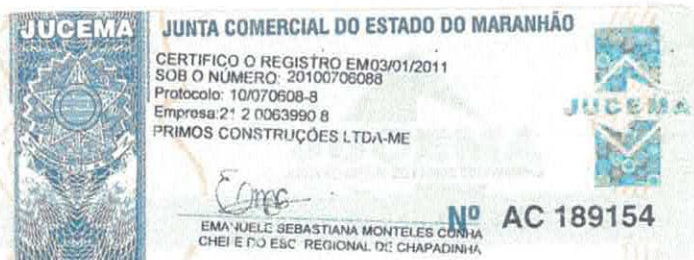 JUCEMA
JUNTA COMERCIAL DO ESTADO DO MARANHÃO
CERTIFICO O REGISTRO EM03/01/2011
SOB O NÚMERO: 20100706088
Protocolo: 10/070608-8
Empresa:21 2 0063990 8
PRIMOS CONSTRUÇÕES LTDA-ME
JUCEMA
EMANUELE SEBASTIANA MONTELES CUNHA
CHEFE DO ESC REGIONAL DE CHAPADINHA
Nº AC 189154